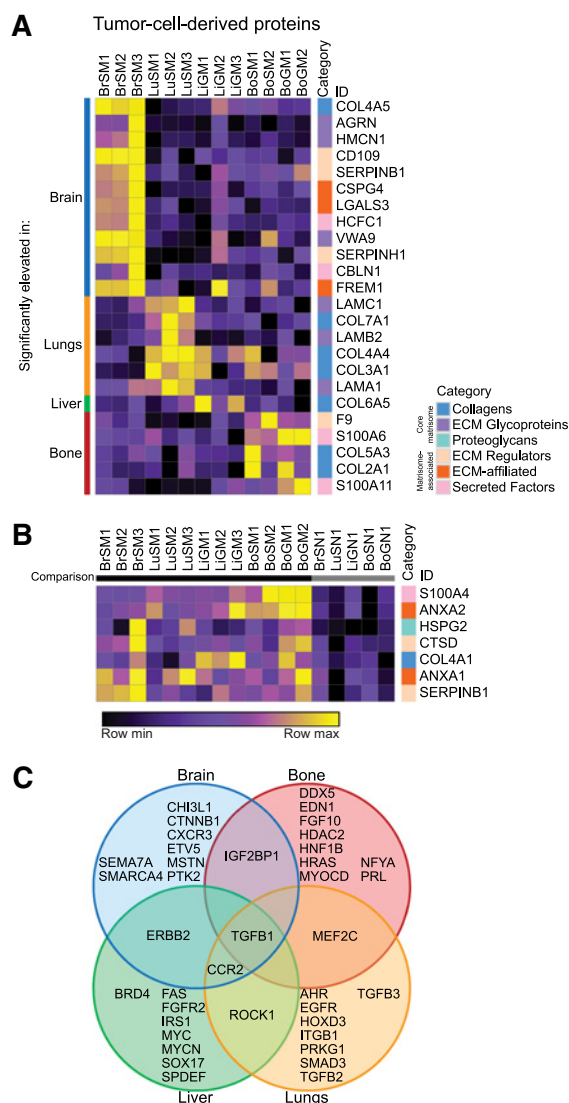 A
Tumor-cell-derived proteins
BrSM1 BrSM2 BrSM3 LuSM1 LuSM2 LuSM3 LiGM1 LiGM2 LiGM3 BoSM1 BoSM2 BoGM1 BoGM2 Category
ID
Significantly elevated in:
Brain
Lungs
Liver
Bone
COL4A5
AGRN
HMCN1
CD109
SERPINB1
CSPG4
LGALS3
HCFC1
VWA9
SERPINH1
CBLN1
FREM1
LAMC1
COL7A1
LAMB2
COL4A4
COL3A1
LAMA1
COL6A5
F9
S100A6
COL5A3
COL2A1
S100A11
Category
Core matrisome
Collagens
ECM Glycoproteins
Proteoglycans
Matrisome-associated
ECM Regulators
ECM-affiliated
Secreted Factors
B
BrSM1 BrSM2 BrSM3 LuSM1 LuSM2 LuSM3 LiGM1 LiGM2 LiGM3 BoSM1 BoSM2 BoGM1 BoGM2 BrSN1 LuSN1 LiGN1 BoSN1 BoGN1 Category
Comparison
ID
S100A4
ANXA2
HSPG2
CTSD
COL4A1
ANXA1
SERPINB1
Row min Row max
C
Brain
CHI3L1
CTNNB1
CXCR3
ETV5
SEMA7A MSTN
SMARCA4 PTK2
IGF2BP1
Bone
DDX5
EDN1
FGF10
HDAC2
HNF1B
HRAS NFYA
MYOCD PRL
ERBB2
TGFB1
MEF2C
CCR2
ROCK1
BRD4 FAS
FGFR2
IRS1
MYC
MYCN
SOX17
SPDEF
Liver
AHR TGFB3
EGFR
HOXD3
ITGB1
PRKG1
SMAD3
TGFB2
Lungs